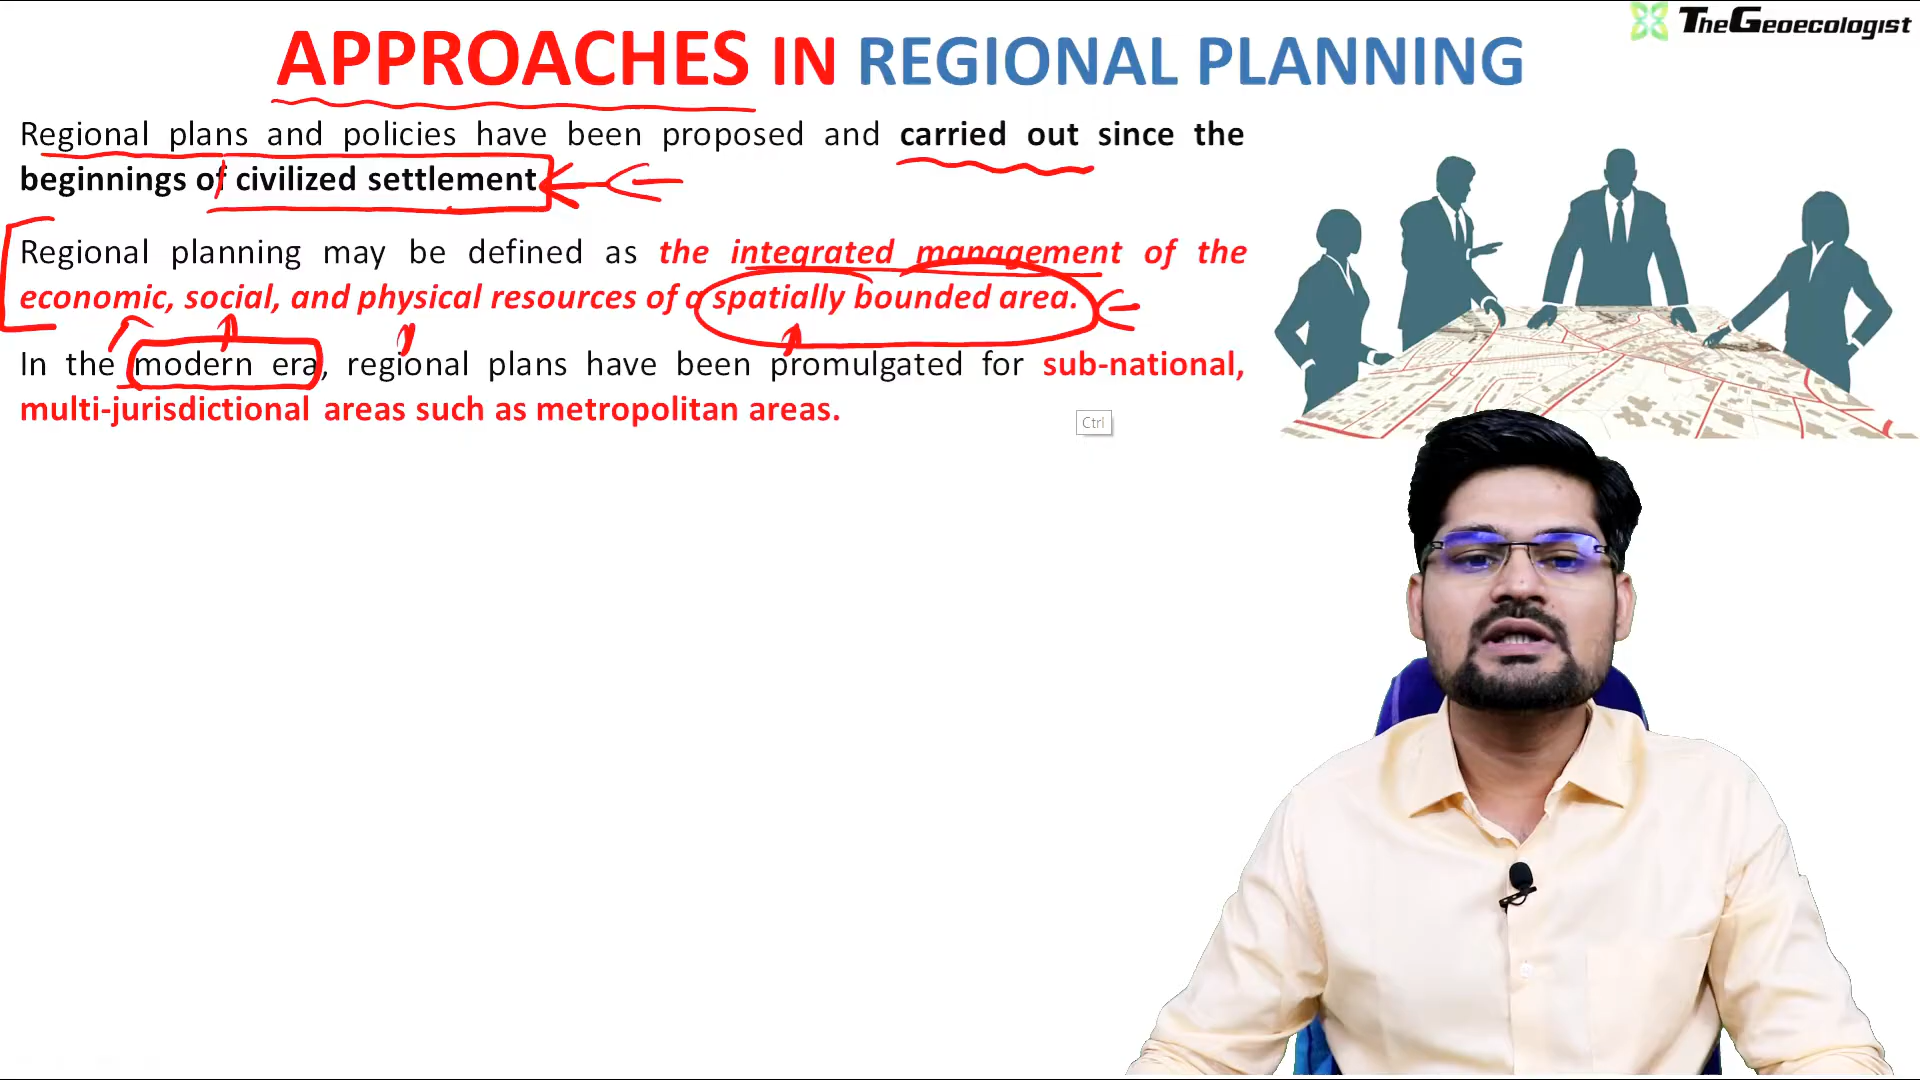 TheGeoecologist
APPROACHES IN REGIONAL PLANNING
Regional plans and policies have been proposed and carried out since the
beginnings of civilized settlement
Regional planning may be defined as the integrated management of the
economic, social, and physical resources of a spatially bounded area.
In the modern era, regional plans have been promulgated for sub-national,
multi-jurisdictional areas such as metropolitan areas.
Ctrl